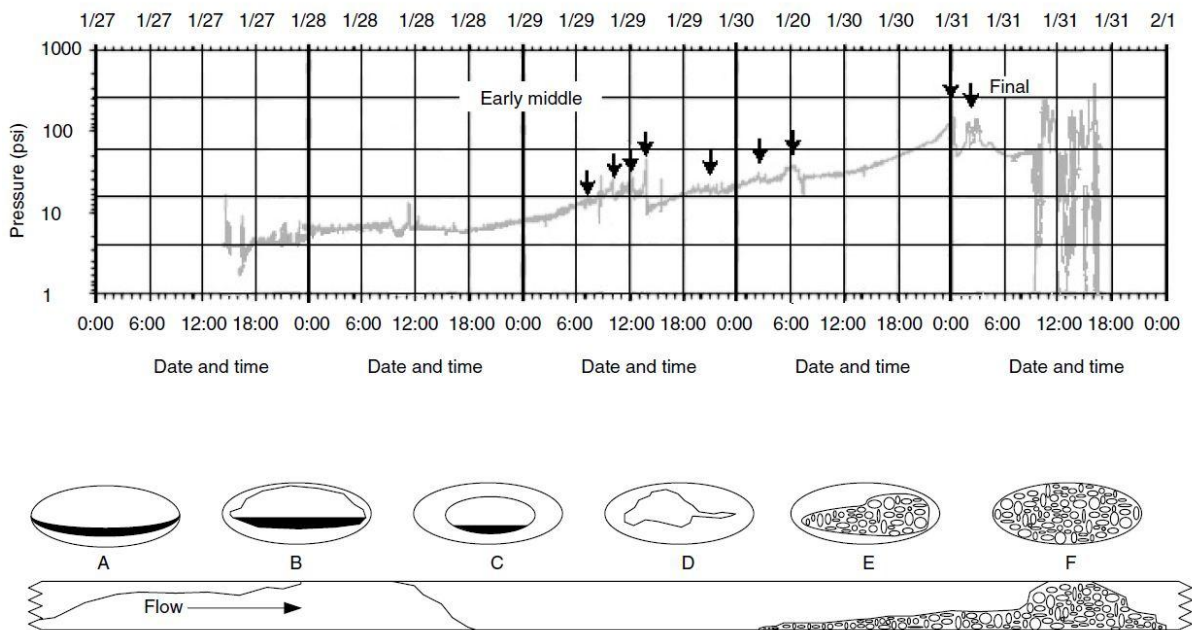 1/27 1/27 1/27 1/27 1/28 1/28 1/28 1/28 1/29 1/29 1/29 1/29 1/30 1/20 1/30 1/30 1/31 1/31 1/31 1/31 2/1
1000
Final
Early middle
100
Pressure (psi)
10
1
0:00 6:00 12:00 18:00 0:00 6:00 12:00 18:00 0:00 6:00 12:00 18:00 0:00 6:00 12:00 18:00 0:00 6:00 12:00 18:00 0:00
Date and time Date and time Date and time Date and time Date and time
A B C D E F
Flow